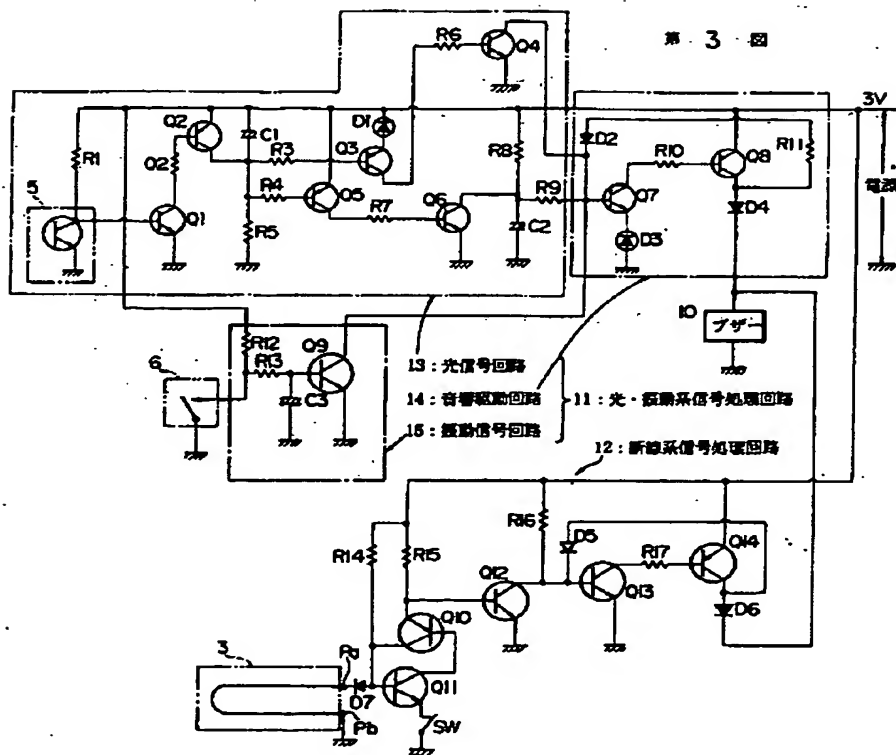 第 3 図
R6
Q4
3V
R1
Q2
Q2
C1
R3
D1
Q3
R8
D2
R10
Q8
R11
5
Q1
R4
Q5
R7
Q6
R9
Q7
D4
電源
R5
C2
D3
10
ブザー
R12
R13
Q9
C3
6
13：光信号回路
14：音響駆動回路
15：振動信号回路
11：光・振動系信号処理回路
12：断線系信号処理回路
R14
R15
R16
D5
Q14
Q12
R17
Q13
D6
Q10
3
Pa
D7
Q11
Pb
SW